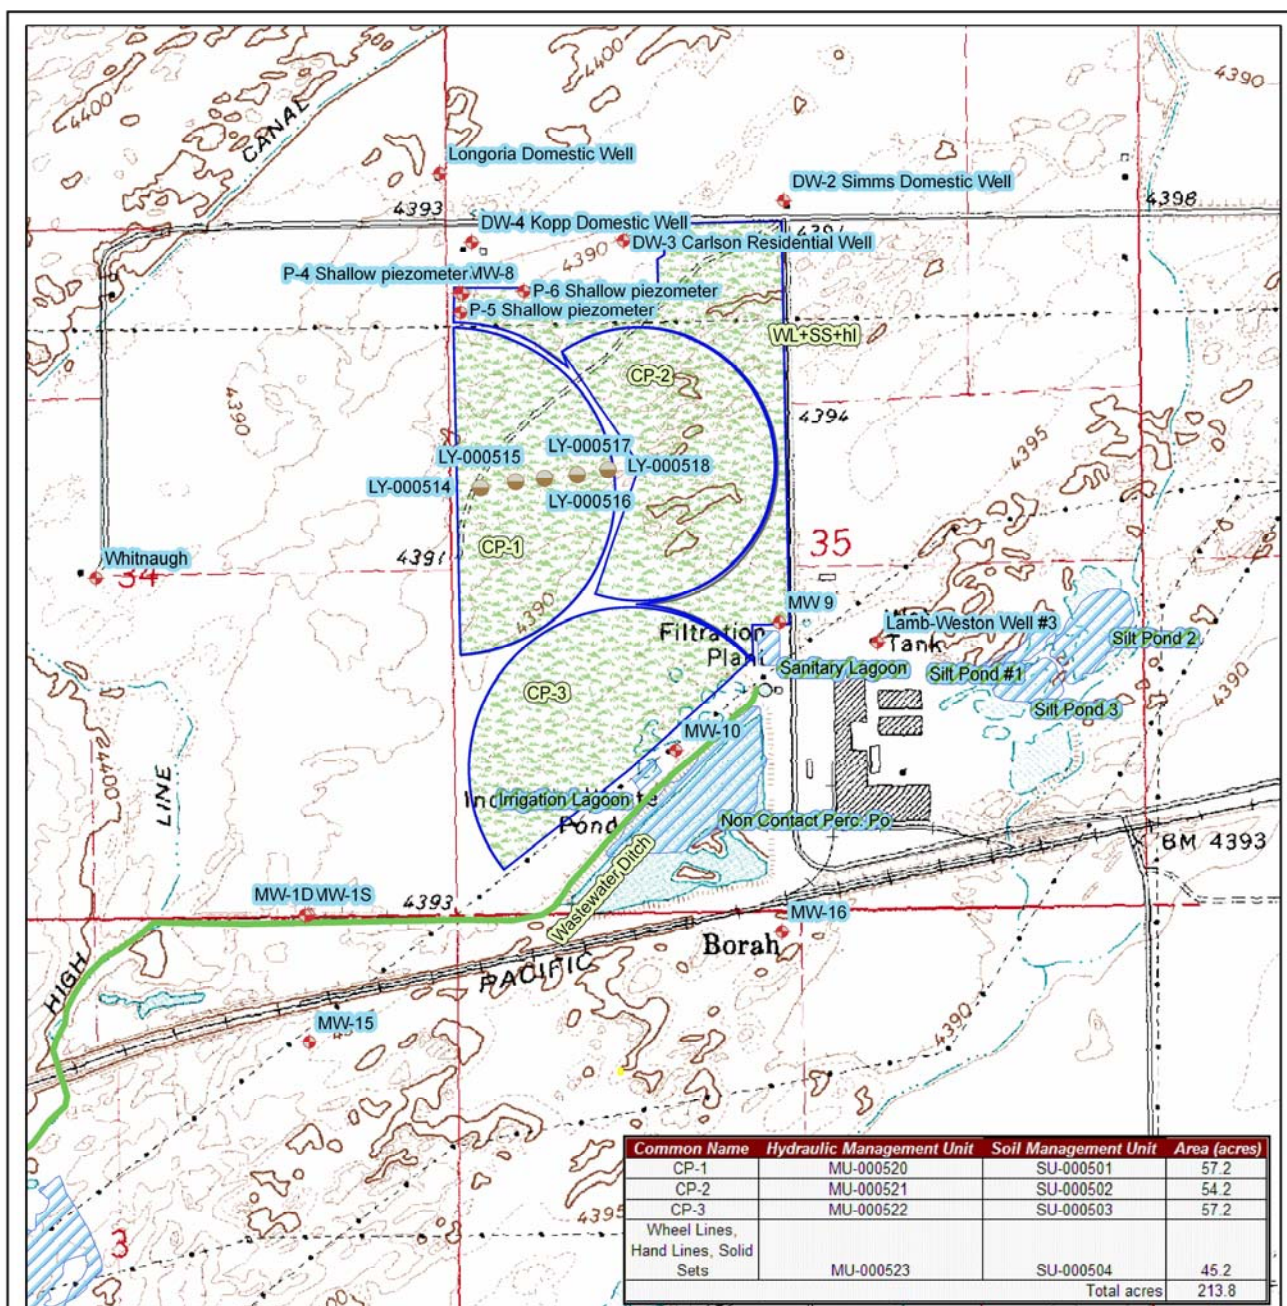 4400
4400
4390
CANAL
Longoria Domestic Well
DW-2 Simms Domestic Well
4393
4398
DW-4 Kopp Domestic Well
4390
DW-3 Carlson Residential Well
P-4 Shallow piezometer
MW-8
P-6 Shallow piezometer
P-5 Shallow piezometer
WL+SS+hl
CP-2
4390
4394
4395
LY-000515
LY-000517
LY-000518
LY-000514
LY-000516
CP-1
35
4391
Whitnaugh
34
4390
MW 9
Filtration
Plant
Lamb-Weston Well #3
Tank
Silt Pond 2
Sanitary Lagoon
Silt Pond #1
Silt Pond 3
4390
CP-3
MW-10
4400
LINE
Irrigation Lagoon
Pond
Non Contact Perc. Po
BM 4393
MW-1D
MW-1S
4393
Wastewater Ditch
MW-16
Borah
HIGH
PACIFIC
MW-15
4390
4395
3
Common Name Hydraulic Management Unit Soil Management Unit Area (acres)
CP-1 MU-000520 SU-000501 57.2
CP-2 MU-000521 SU-000502 54.2
CP-3 MU-000522 SU-000503 57.2
Wheel Lines,
Hand Lines, Solid
Sets MU-000523 SU-000504 45.2
Total acres 213.8